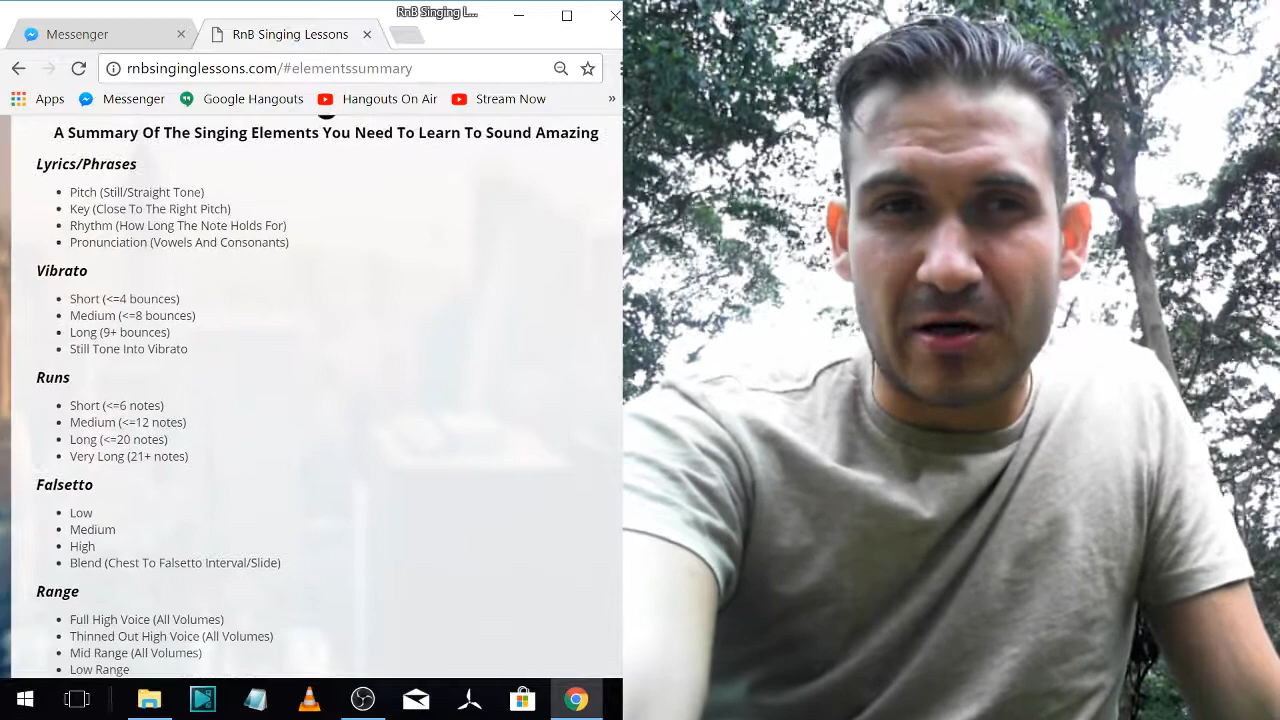 RnB Singing L...
Messenger
RnB Singing Lessons
rnbsinginglessons.com/#elementssummary
Apps Messenger Google Hangouts Hangouts On Air Stream Now »
A Summary Of The Singing Elements You Need To Learn To Sound Amazing
Lyrics/Phrases
Pitch (Still/Straight Tone)
Key (Close To The Right Pitch)
Rhythm (How Long The Note Holds For)
Pronunciation (Vowels And Consonants)
Vibrato
Short (<=4 bounces)
Medium (<=8 bounces)
Long (9+ bounces)
Still Tone Into Vibrato
Runs
Short (<=6 notes)
Medium (<=12 notes)
Long (<=20 notes)
Very Long (21+ notes)
Falsetto
Low
Medium
High
Blend (Chest To Falsetto Interval/Slide)
Range
Full High Voice (All Volumes)
Thinned Out High Voice (All Volumes)
Mid Range (All Volumes)
Low Range